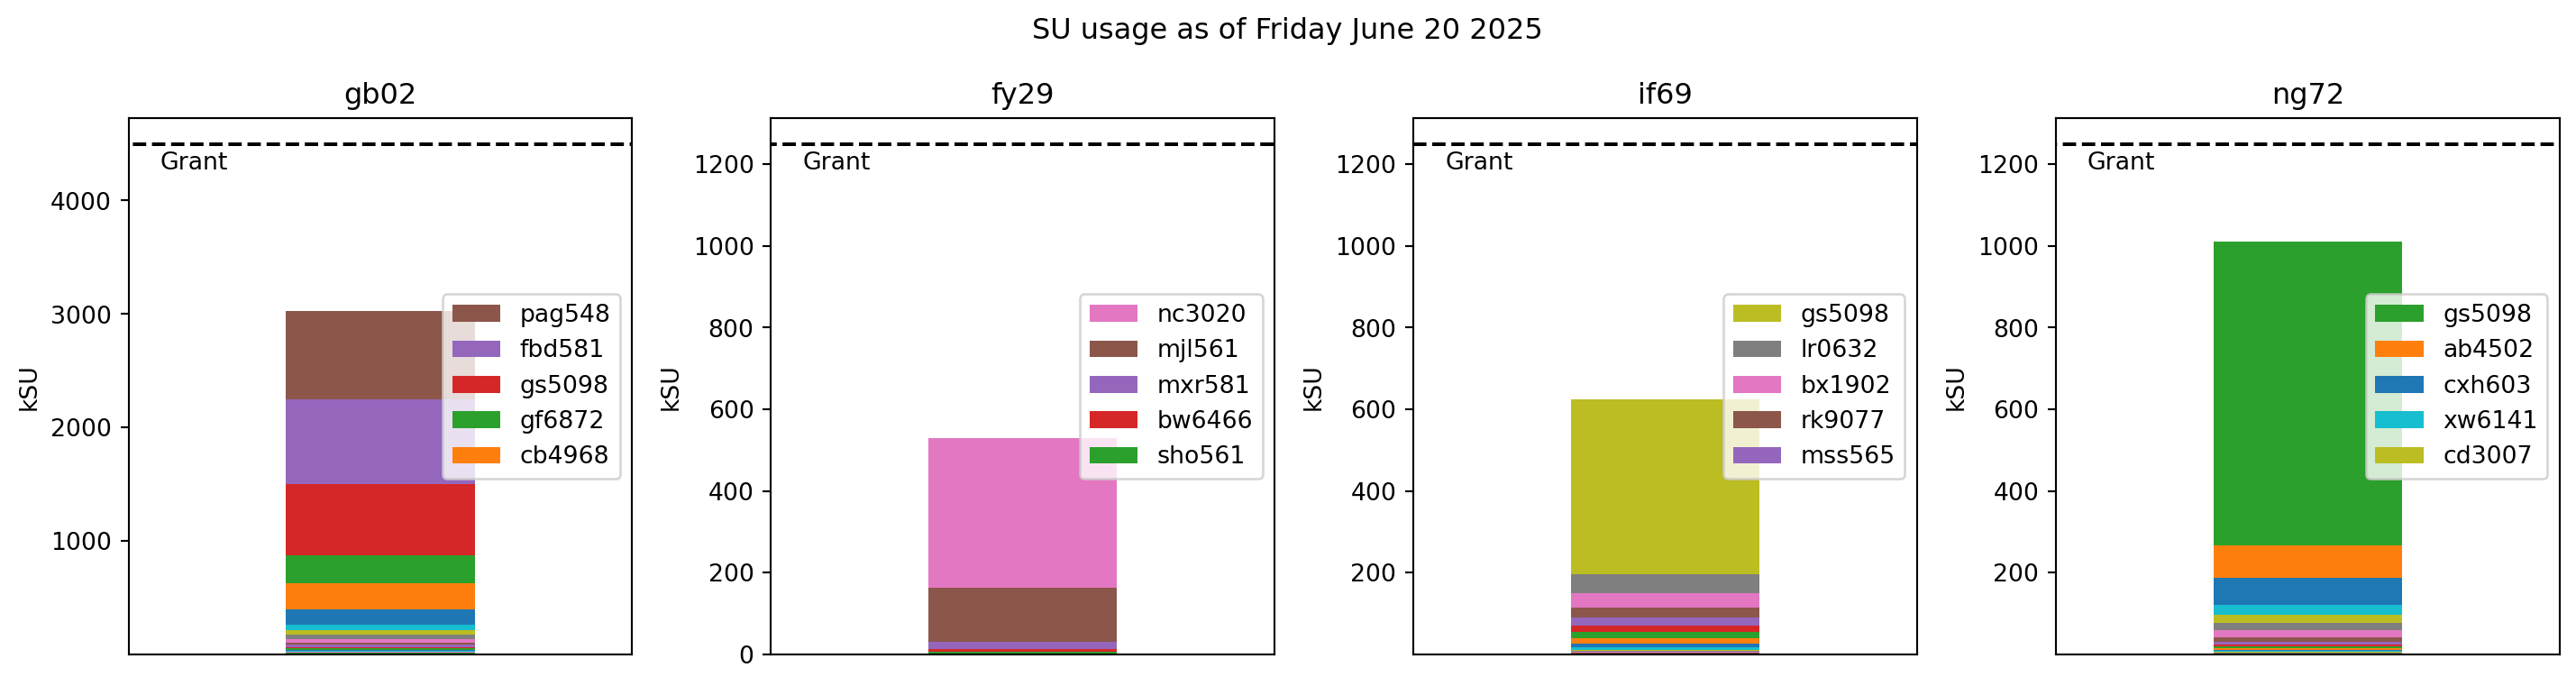 SU usage as of Friday June 20 2025
gb02
kSU
4000
3000
2000
1000
Grant
pag548
fbd581
gs5098
gf6872
cb4968
fy29
kSU
1200
1000
800
600
400
200
0
Grant
nc3020
mjl561
mxr581
bw6466
sho561
if69
kSU
1200
1000
800
600
400
200
Grant
gs5098
lr0632
bx1902
rk9077
mss565
ng72
kSU
1200
1000
800
600
400
200
Grant
gs5098
ab4502
cxh603
xw6141
cd3007